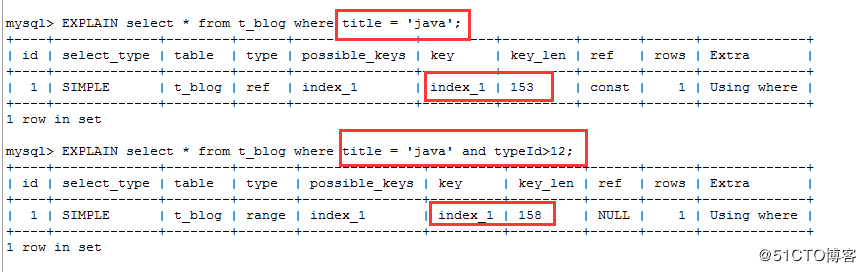 mysql> EXPLAIN select * from t_blog where title = 'java';
+----+-------------+--------+------+---------------+---------+---------+-------+------+-------------+
| id | select_type | table  | type | possible_keys | key     | key_len | ref   | rows | Extra       |
+----+-------------+--------+------+---------------+---------+---------+-------+------+-------------+
|  1 | SIMPLE      | t_blog | ref  | index_1       | index_1 | 153     | const |    1 | Using where |
+----+-------------+--------+------+---------------+---------+---------+-------+------+-------------+
1 row in set
mysql> EXPLAIN select * from t_blog where title = 'java' and typeId>12;
+----+-------------+--------+-------+---------------+---------+---------+------+------+-------------+
| id | select_type | table  | type  | possible_keys | key     | key_len | ref  | rows | Extra       |
+----+-------------+--------+-------+---------------+---------+---------+------+------+-------------+
|  1 | SIMPLE      | t_blog | range | index_1       | index_1 | 158     | NULL |    1 | Using where |
+----+-------------+--------+-------+---------------+---------+---------+------+------+-------------+
1 row in set
@51CTO博客